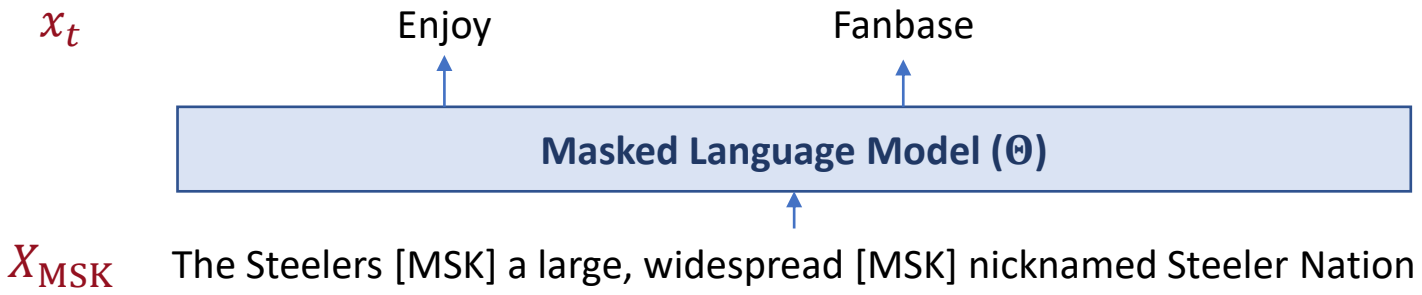 x_t Enjoy Fanbase
Masked Language Model (Θ)
X_MSK The Steelers [MSK] a large, widespread [MSK] nicknamed Steeler Nation